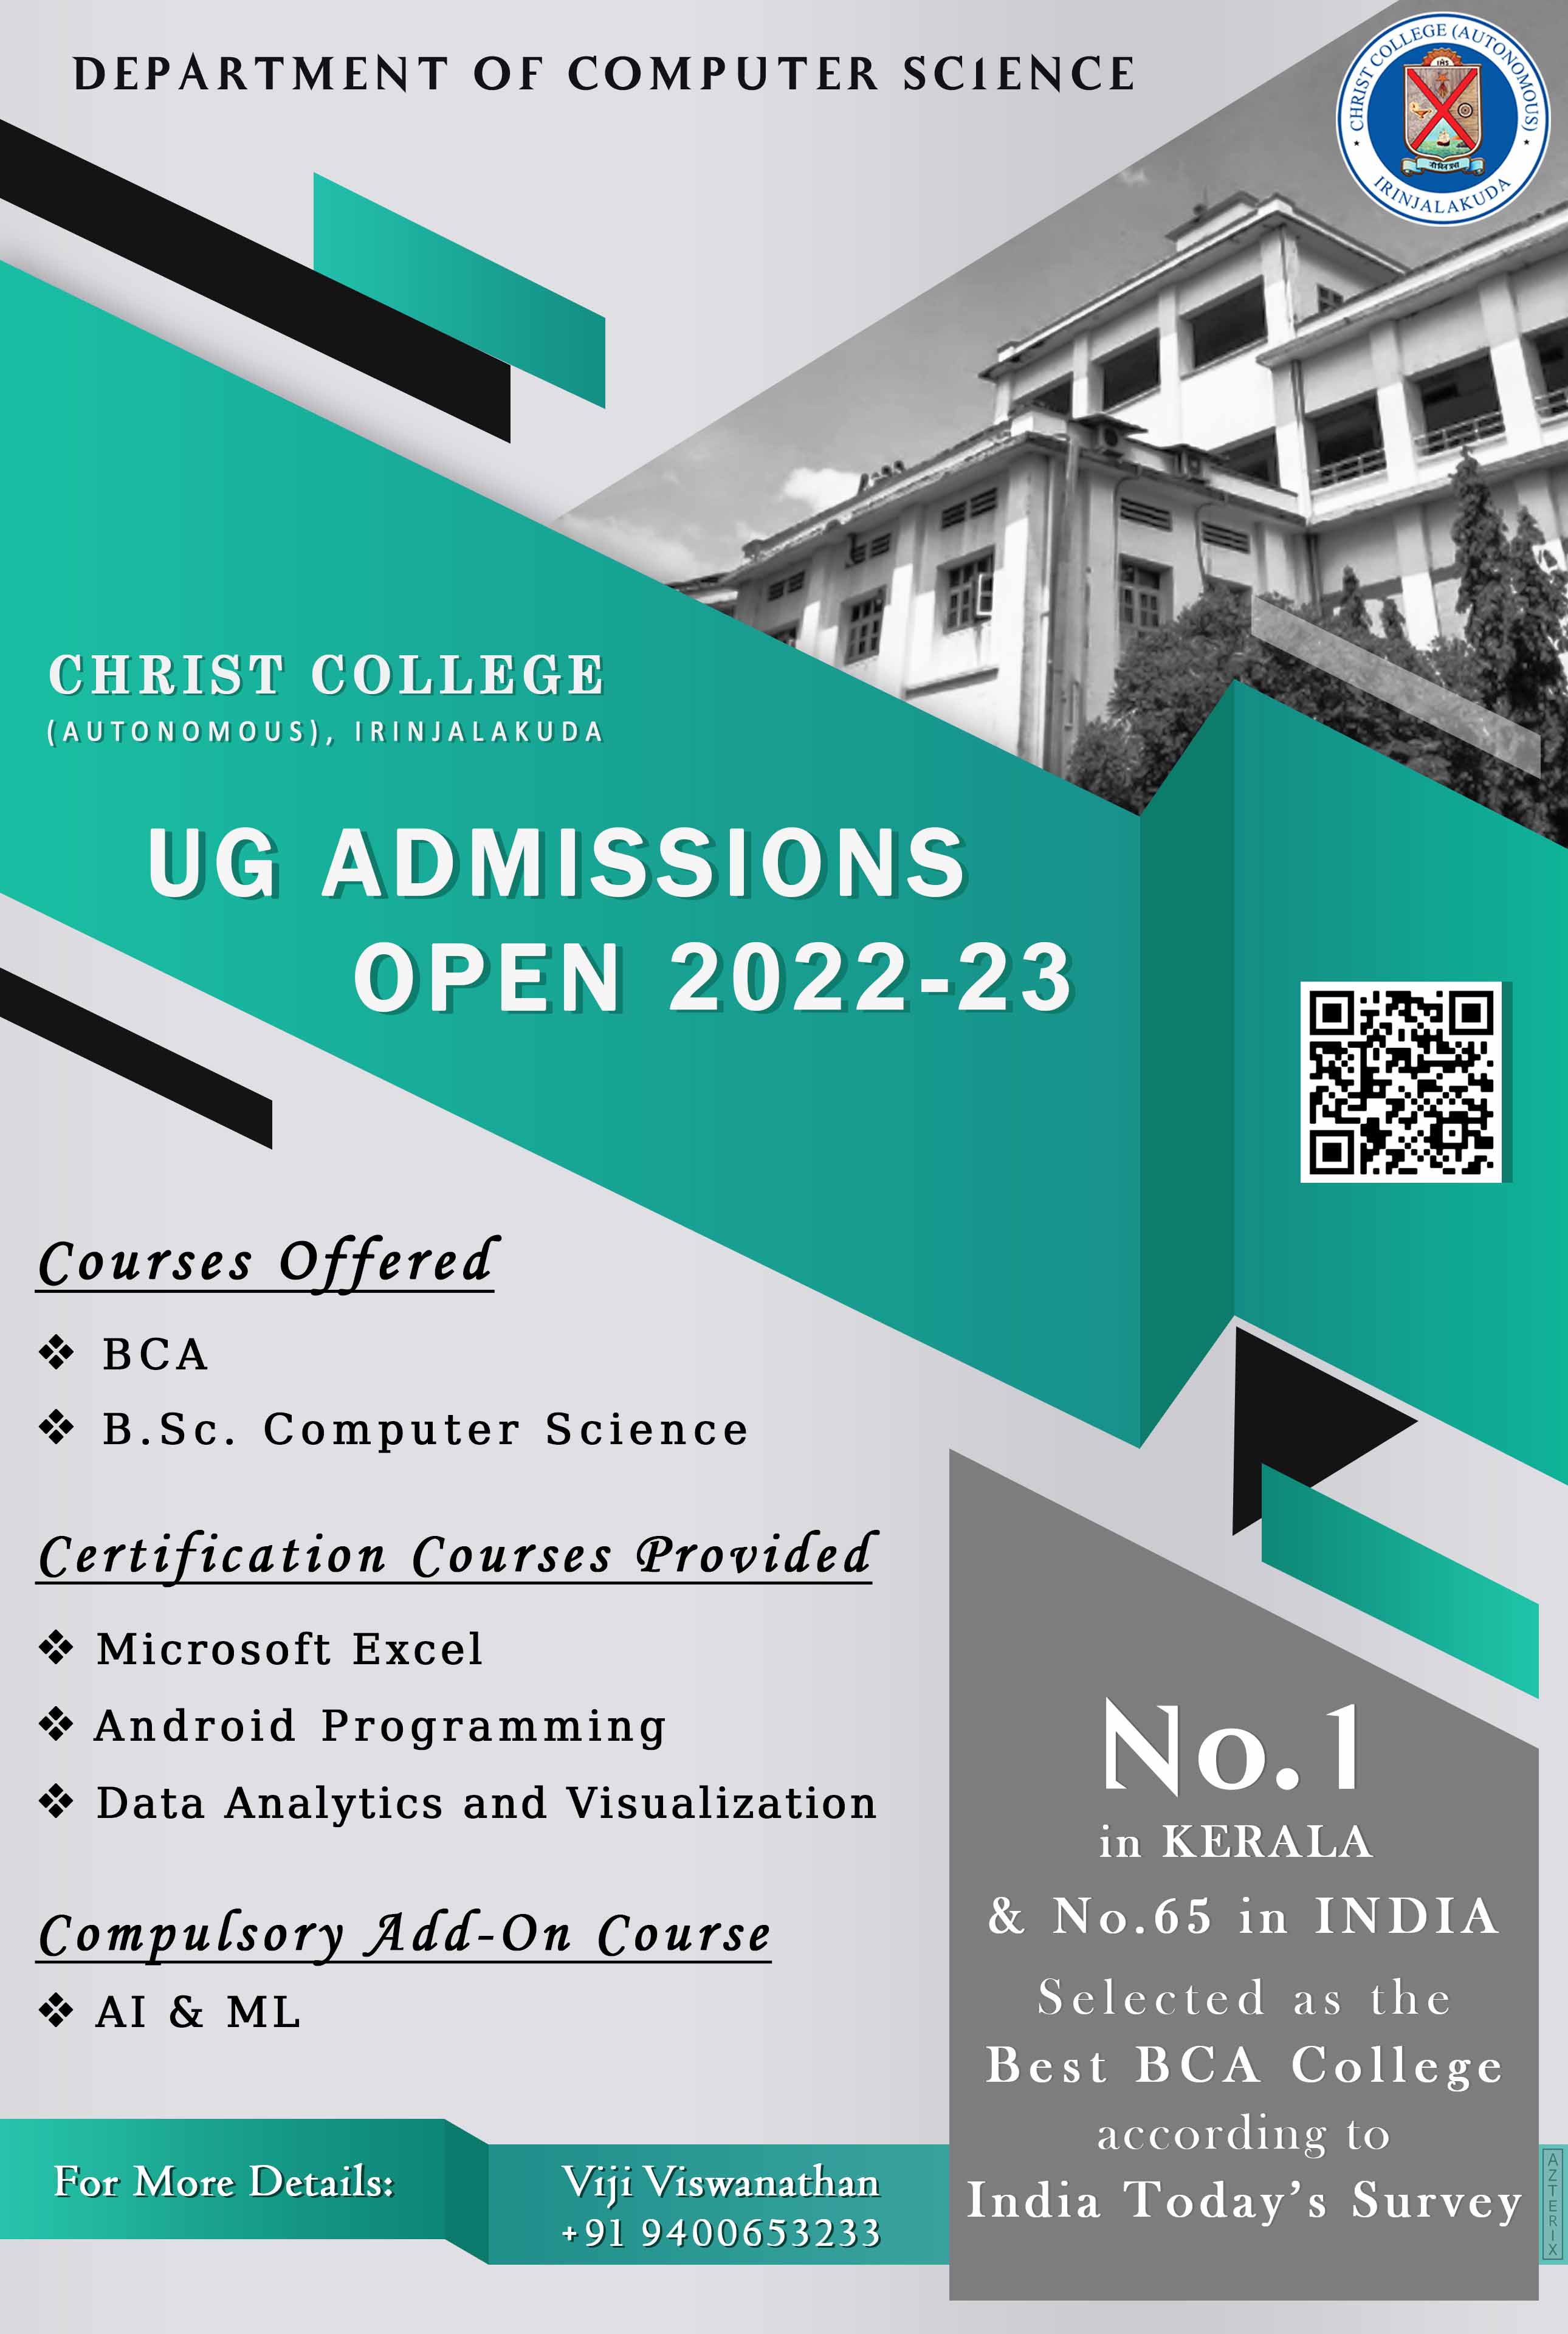 DEPARTMENT OF COMPUTER SCIENCE
CHRIST COLLEGE (AUTONOMOUS)
IRINJALAKUDA
CHRIST COLLEGE
(AUTONOMOUS), IRINJALAKUDA
UG ADMISSIONS
OPEN 2022-23
Courses Offered
❖ BCA
❖ B.Sc. Computer Science
Certification Courses Provided
❖ Microsoft Excel
❖ Android Programming
❖ Data Analytics and Visualization
Compulsory Add-On Course
❖ AI & ML
No.1
in KERALA
& No.65 in INDIA
Selected as the
Best BCA College
according to
India Today's Survey
For More Details:
Viji Viswanathan
+91 9400653233
AZTERIX